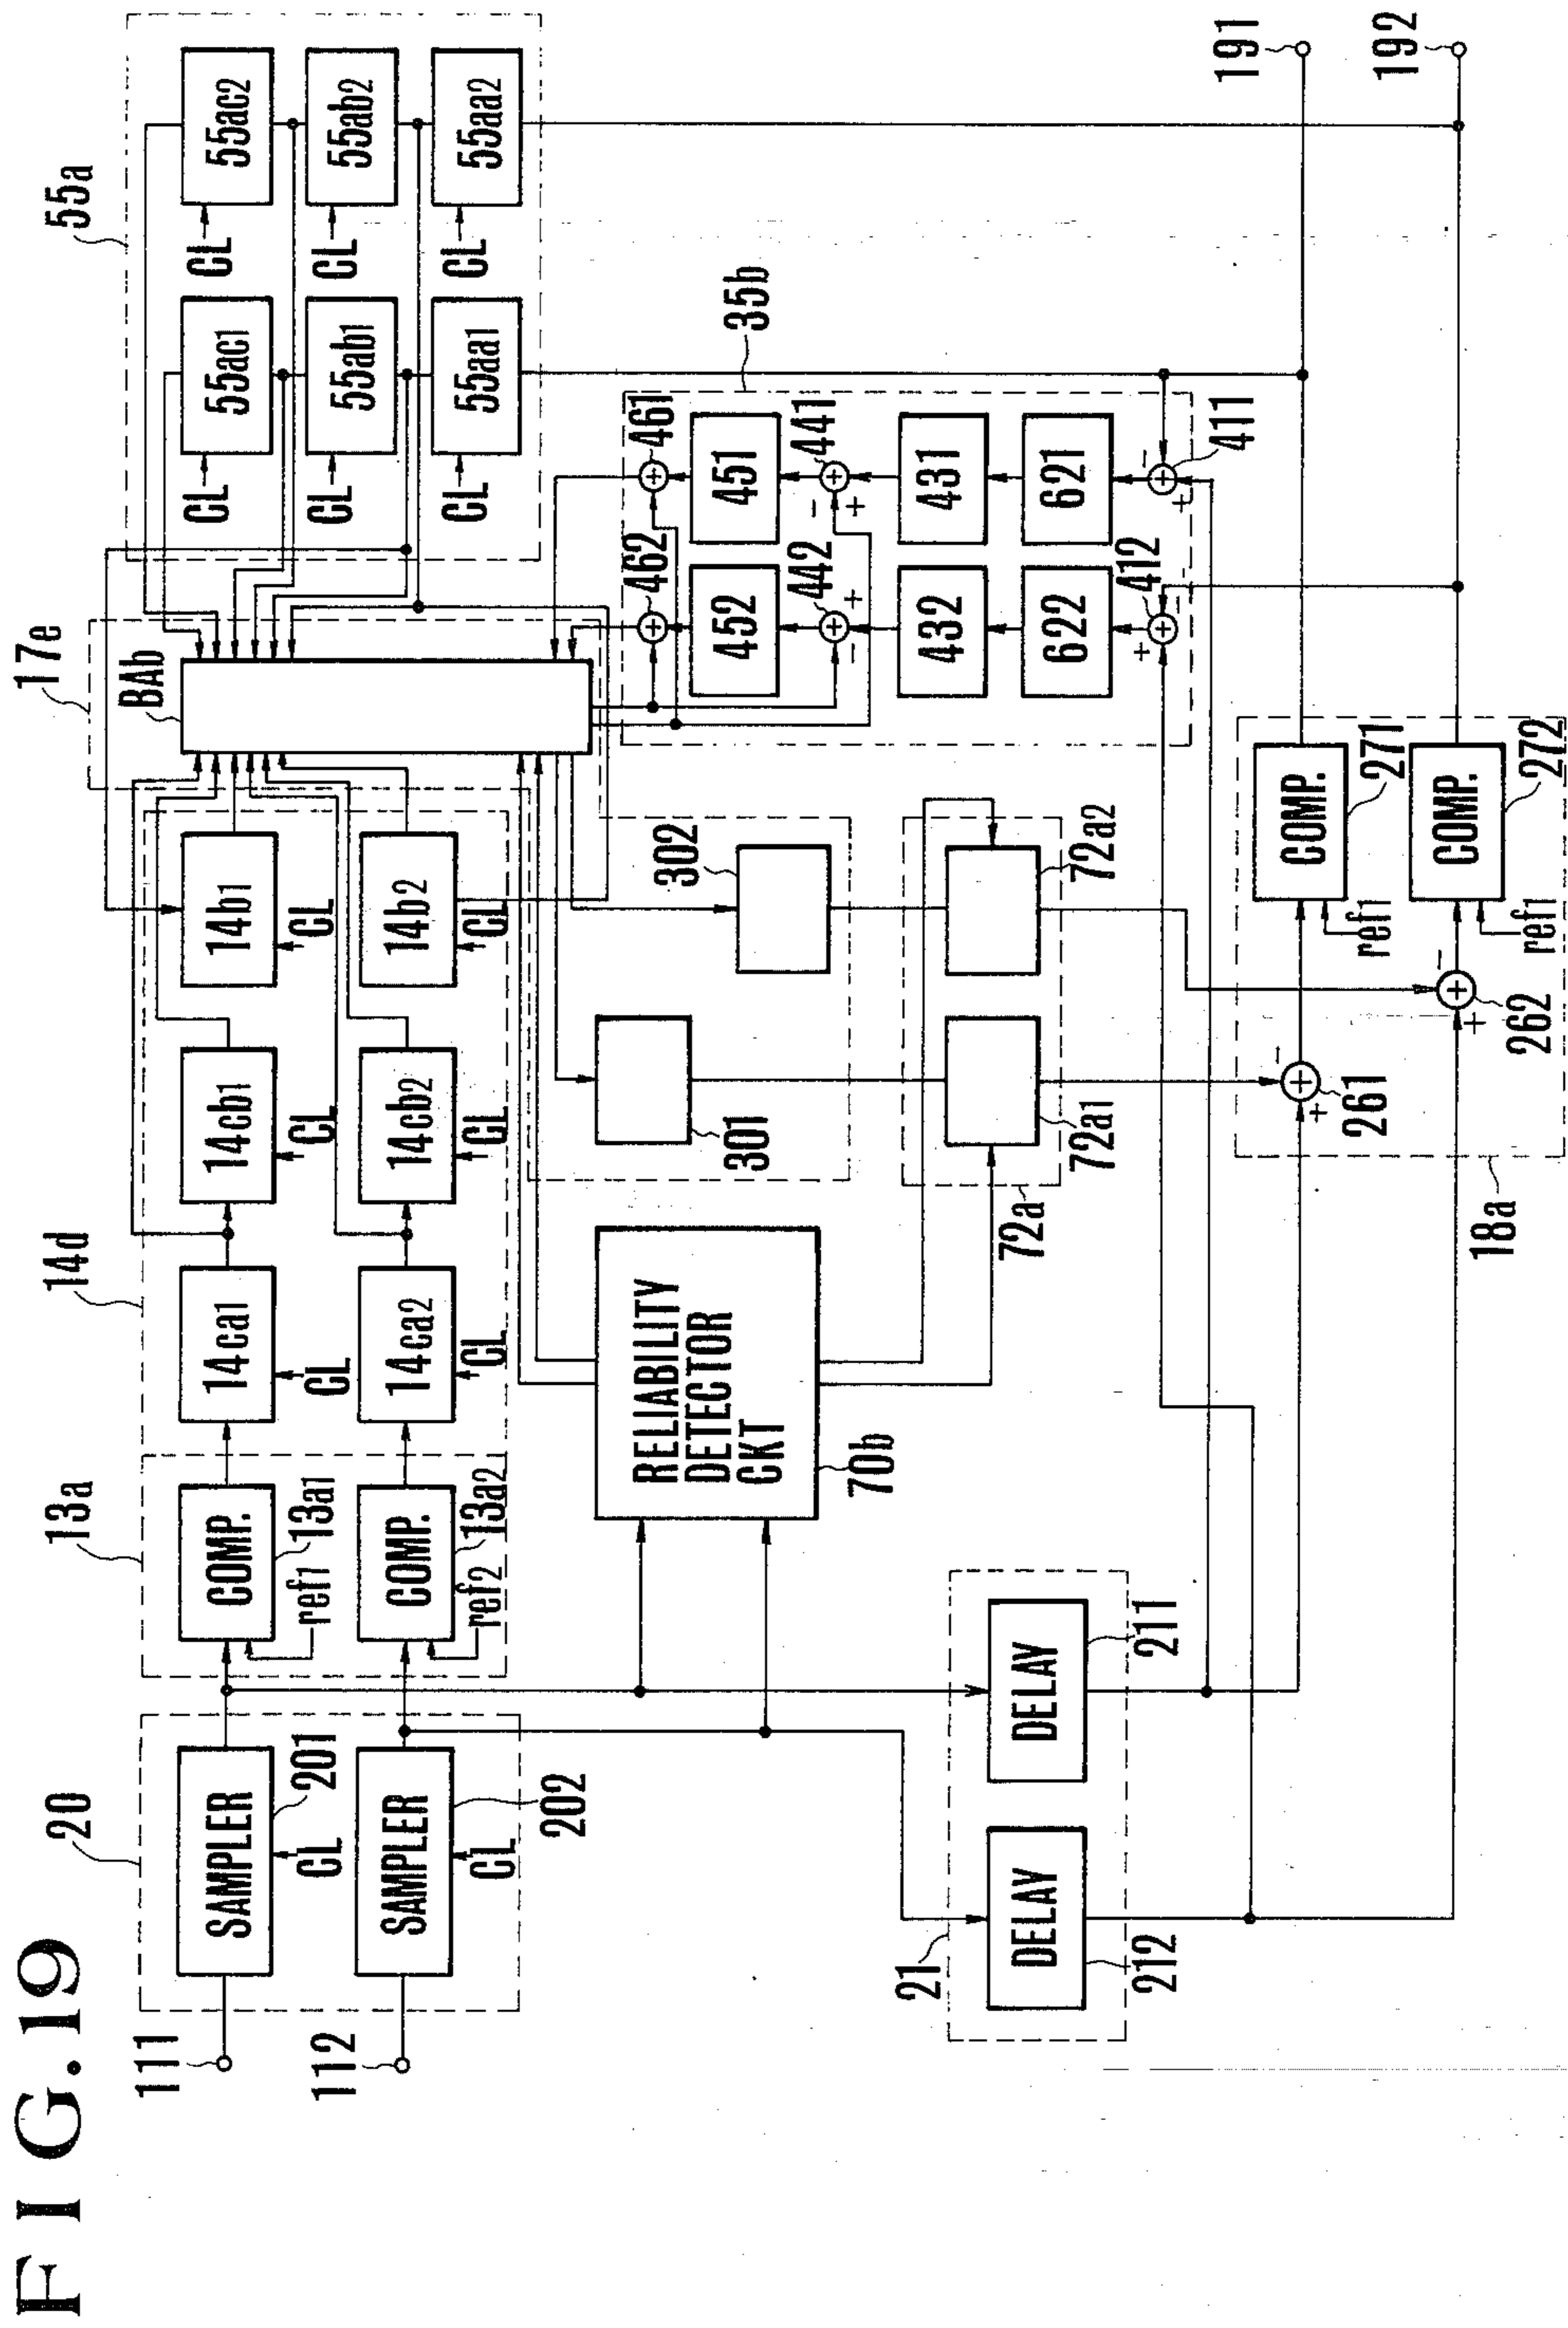 FIG.19
20
111
SAMPLER
201
CL
112
SAMPLER
202
CL
13a
COMP.
13a1
ref1
COMP.
13a2
ref2
14d
14ca1
CL
14cb1
CL
14b1
CL
14ca2
CL
14cb2
CL
14b2
CL
17e
BAb
55a
55ac1
CL
55ac2
CL
55ab1
CL
55ab2
CL
55aa1
CL
55aa2
CL
RELIABILITY
DETECTOR
CKT
70b
301
302
72a
72a1
72a2
35b
462
461
452
451
442
441
-
+
+
-
432
431
622
621
412
411
+
-
+
-
21
DELAY
211
DELAY
212
18a
261
+
-
COMP.
271
ref1
262
+
-
COMP.
272
ref1
191
192